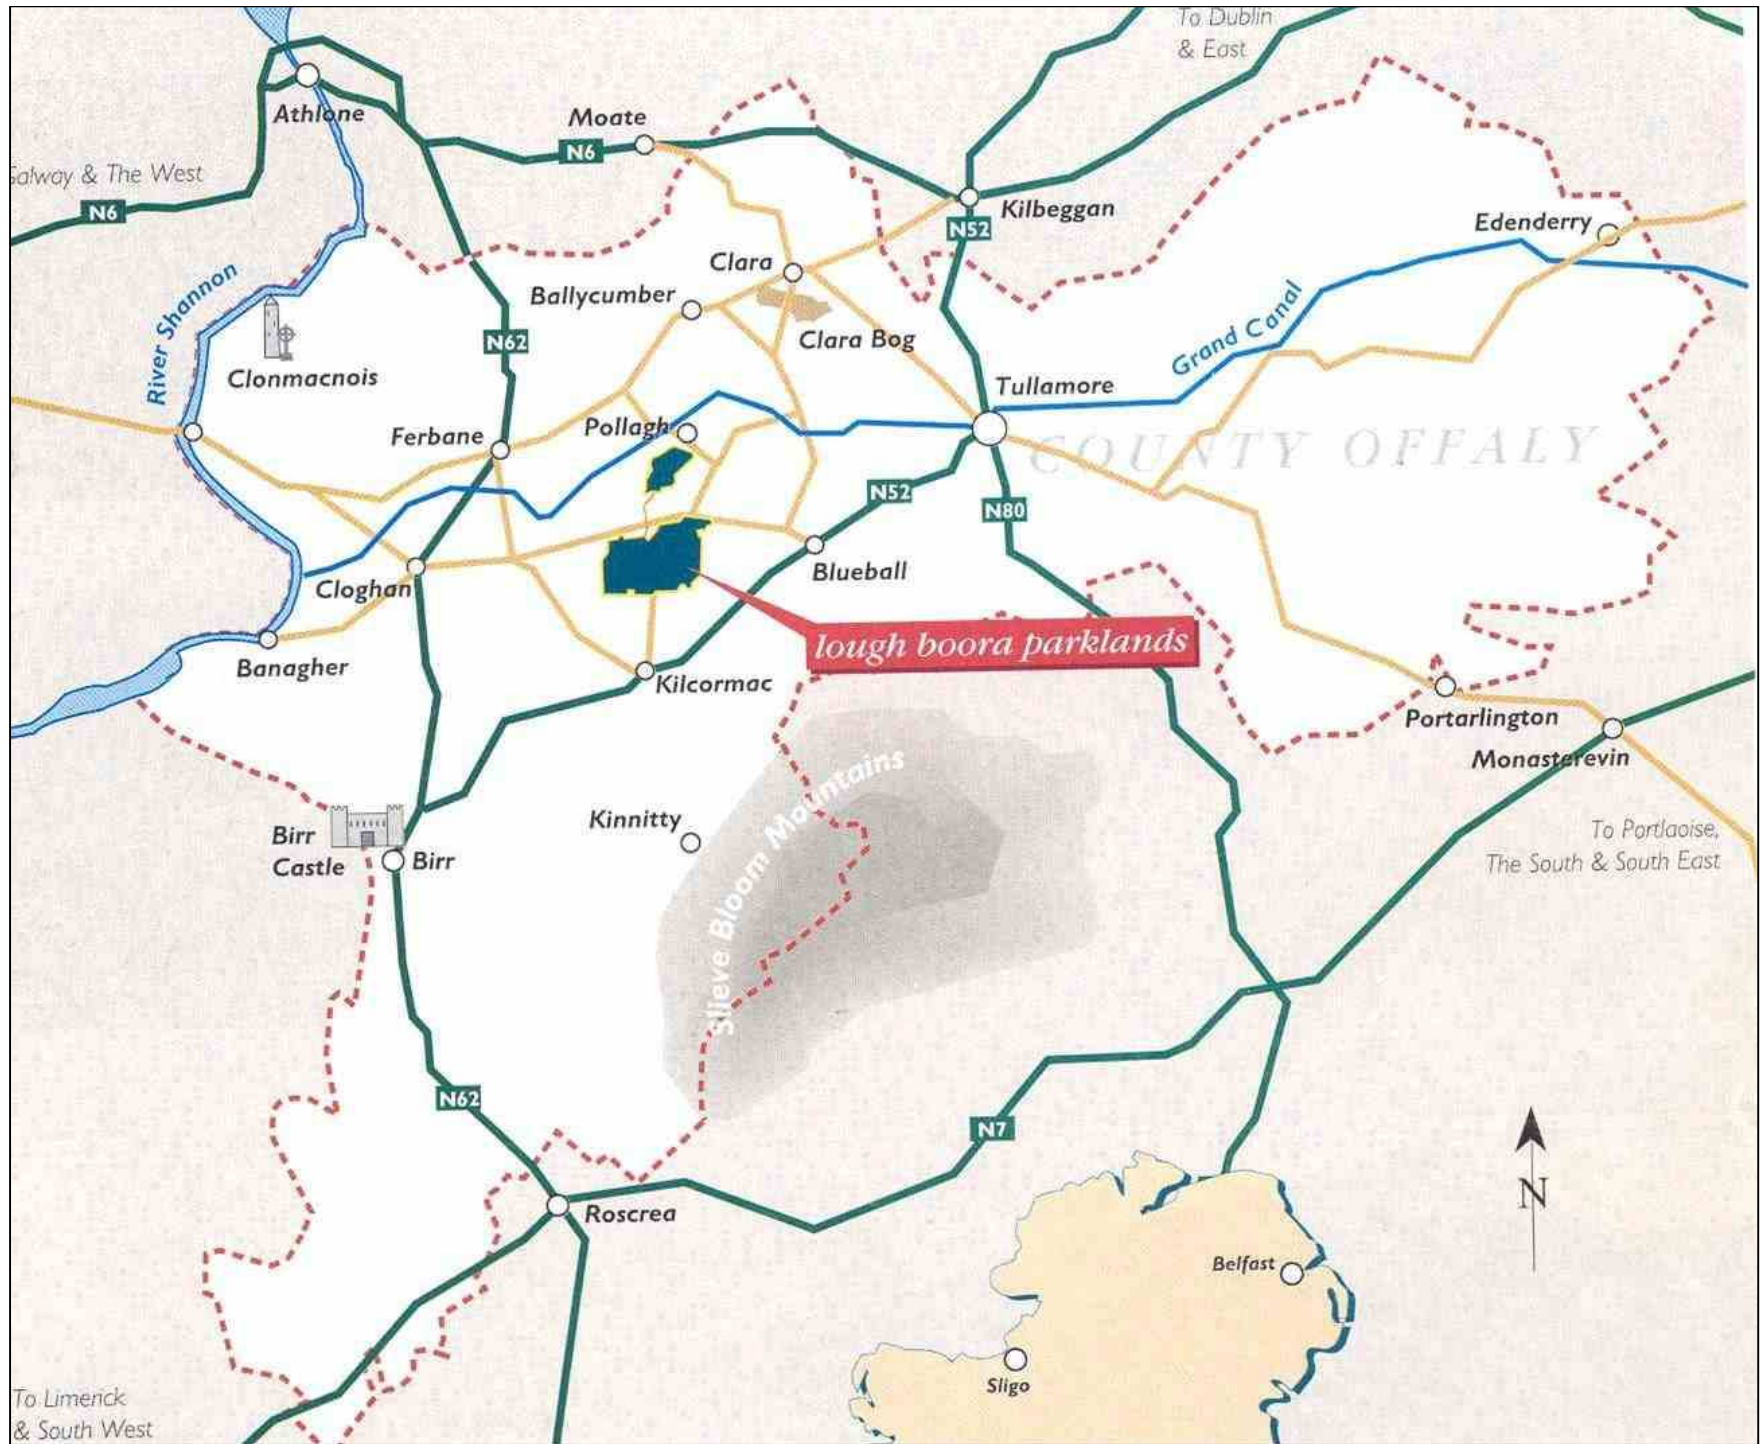 To Dublin
& East
Athlone
Moate
N6
Galway & The West
N6
Kilbeggan
N52
Edenderry
Clara
Ballycumber
River Shannon
Grand Canal
N62
Clara Bog
Clonmacnois
Tullamore
Ferbane
Pollagh
COUNTY OFFALY
N52
N80
Blueball
Cloghan
lough boora parklands
Banagher
Kilcormac
Portarlington
Monasterevin
Slieve Bloom Mountains
Kinnitty
Birr
Castle
Birr
To Portlaoise,
The South & South East
N62
N7
N
Roscrea
Belfast
Sligo
To Limerick
& South West